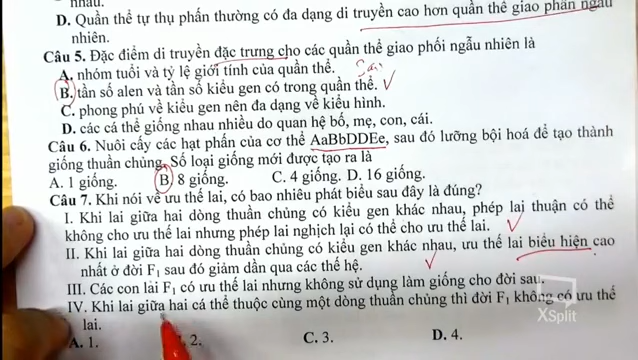 nhau.
D. Quần thể tự thụ phấn thường có đa dạng di truyền cao hơn quần thể giao phấn ngẫu
nhiên.
Câu 5. Đặc điểm di truyền đặc trưng cho các quần thể giao phối ngẫu nhiên là
A. nhóm tuổi và tỷ lệ giới tính của quần thể.
B. tần số alen và tần số kiểu gen có trong quần thể.
C. phong phú về kiểu gen nên đa dạng về kiểu hình.
D. các cá thể giống nhau nhiều do quan hệ bố, mẹ, con, cái.
Câu 6. Nuôi cấy các hạt phấn của cơ thể AaBbDDEe, sau đó lưỡng bội hoá để tạo thành
giống thuần chủng. Số loại giống mới được tạo ra là
A. 1 giống. B. 8 giống. C. 4 giống. D. 16 giống.
Câu 7. Khi nói về ưu thế lai, có bao nhiêu phát biểu sau đây là đúng?
I. Khi lai giữa hai dòng thuần chủng có kiểu gen khác nhau, phép lai thuận có thể
không cho ưu thế lai nhưng phép lai nghịch lại có thể cho ưu thế lai.
II. Khi lai giữa hai dòng thuần chủng có kiểu gen khác nhau, ưu thế lai biểu hiện cao
nhất ở đời F₁ sau đó giảm dần qua các thế hệ.
III. Các con lai F₁ có ưu thế lai nhưng không sử dụng làm giống cho đời sau.
IV. Khi lai giữa hai cá thể thuộc cùng một dòng thuần chủng thì đời F₁ không có ưu thế
lai.
A. 1. 2. C. 3. D. 4.
XSplit